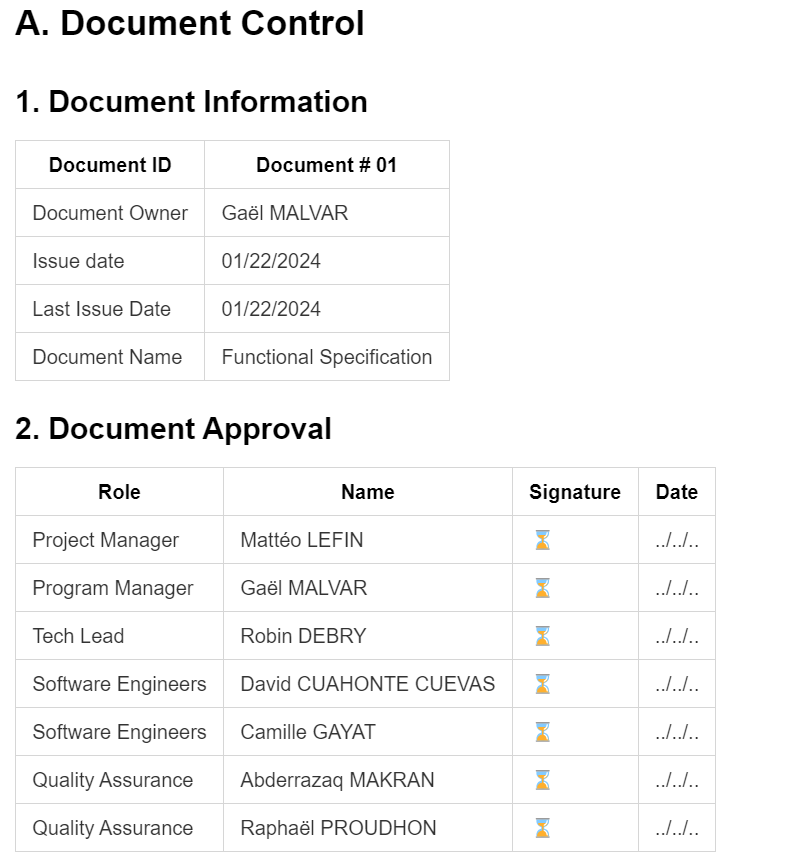 A. Document Control
1. Document Information
Document ID Document # 01
Document Owner Gaël MALVAR
Issue date 01/22/2024
Last Issue Date 01/22/2024
Document Name Functional Specification
2. Document Approval
Role Name Signature Date
Project Manager Mattéo LEFIN ⏳ ../../..
Program Manager Gaël MALVAR ⏳ ../../..
Tech Lead Robin DEBRY ⏳ ../../..
Software Engineers David CUAHONTE CUEVAS ⏳ ../../..
Software Engineers Camille GAYAT ⏳ ../../..
Quality Assurance Abderrazaq MAKRAN ⏳ ../../..
Quality Assurance Raphaël PROUDHON ⏳ ../../..